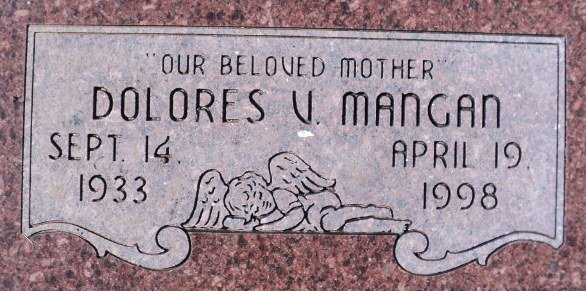 "OUR BELOVED MOTHER"
DOLORES V. MANGAN
SEPT. 14, 1933
APRIL 19, 1998